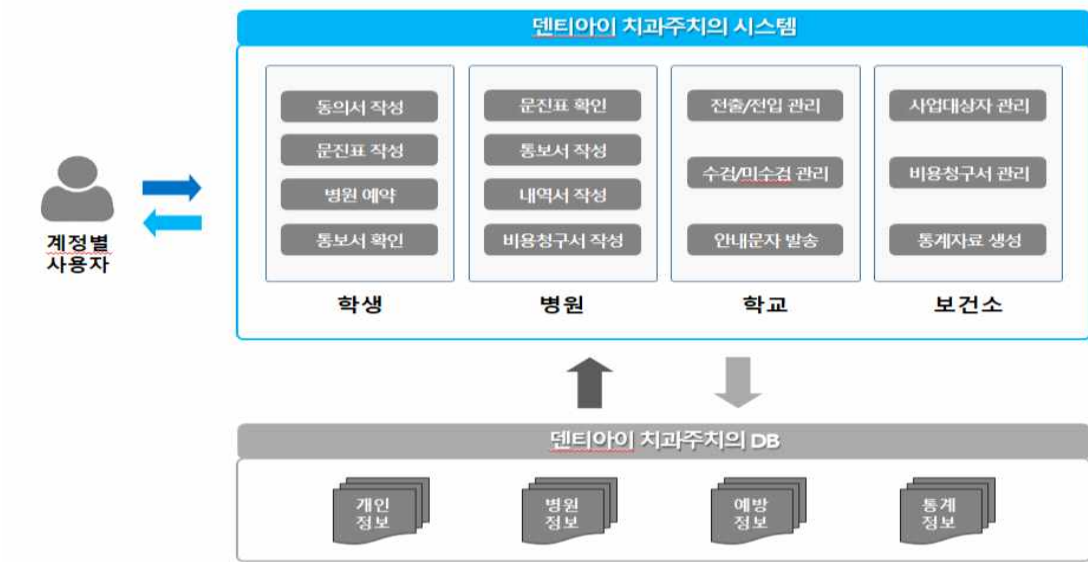 덴티아이 치과주치의 시스템
동의서 작성
문진표 작성
병원 예약
통보서 확인
학생
문진표 확인
통보서 작성
내역서 작성
비용청구서 작성
병원
전출/전입 관리
수검/미수검 관리
안내문자 발송
학교
사업대상자 관리
비용청구서 관리
통계자료 생성
보건소
계정별
사용자
덴티아이 치과주치의 DB
개인
정보
병원
정보
예방
정보
통계
정보